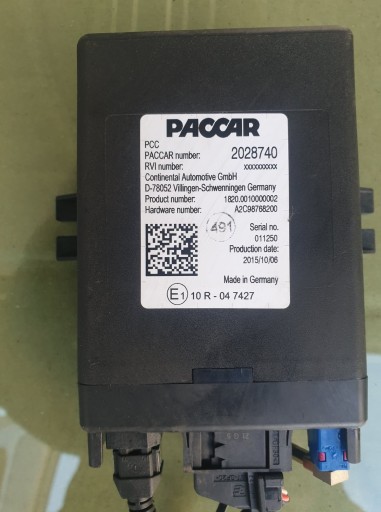 PACCAR
PCC
PACCAR number: 2028740
RVI number: xxxxxxxxxx
Continental Automotive GmbH
D-78052 Villingen-Schwenningen Germany
Product number: 1820.0010000002
Hardware number: A2C98768200
491
Serial no.
011250
Production date:
2015/10/06
Made in Germany
E1 10 R - 04 7427